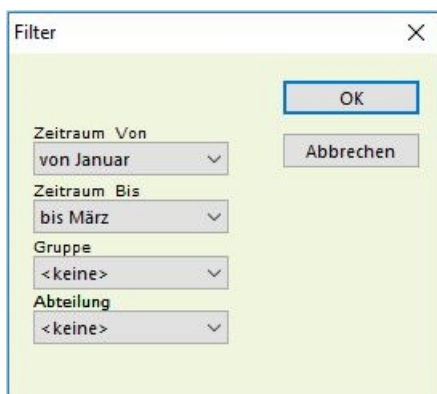 Filter
OK
Zeitraum Von
von Januar
Abbrechen
Zeitraum Bis
bis März
Gruppe
<keine>
Abteilung
<keine>